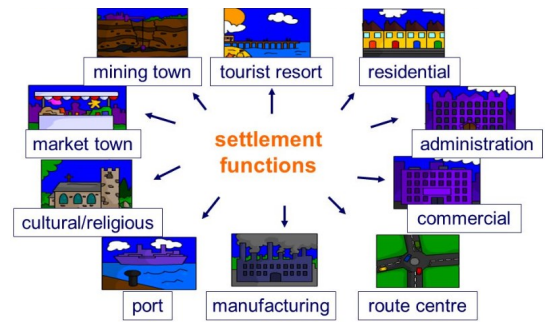 mining town
tourist resort
residential
market town
settlement
functions
administration
cultural/religious
commercial
port
manufacturing
route centre